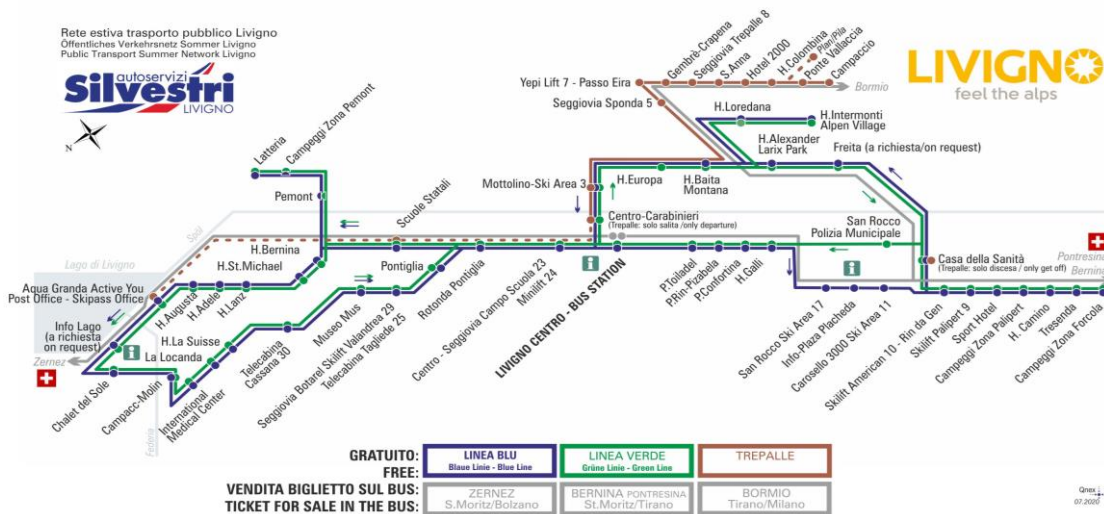 Rete estiva trasporto pubblico Livigno
Öffentliches Verkehrsnetz Sommer Livigno
Public Transport Summer Network Livigno
autoservizi
Silvestri
LIVIGNO
N
LIVIGNO
feel the alps
Gembrè-Crapena
Seggiovia Trepalle 8
S.Anna
Hotel 2000
H.Colombina
Plan/Pila
Ponte Vallaccia
Campaccio
Yepi Lift 7 - Passo Eira
Bormio
Seggiovia Sponda 5
H.Loredana
H.Intermonti
Alpen Village
H.Alexander
Larix Park
Freita (a richiesta/on request)
Latteria
Campeggi Zona Pemont
Pemont
Scuole Statali
Mottolino-Ski Area 3
H.Europa
H.Baita
Montana
Centro-Carabinieri
(Trepalle: solo salita /only departure)
San Rocco
Polizia Municipale
Spöl
Lago di Livigno
H.Bernina
H.St.Michael
H.Adele
H.Augusta
H.Lanz
Pontiglia
Aqua Granda Active You
Post Office - Skipass Office
Info Lago
(a richiesta
on request)
Zernez
H.La Suisse
La Locanda
Chalet del Sole
Campacc-Molin
Federia
International
Medical Center
Telecabina
Cassana 30
Museo Mus
Seggiovia Botarel Skilift Valandrea 29
Telecabina Tagliede 25
Rotonda Pontiglia
Centro - Seggiovia Campo Scuola 23
Minilift 24
i
LIVIGNO CENTRO - BUS STATION
P.Toiladel
P.Rin-Pizabela
P.Confortina
H.Galli
i
Casa della Sanità
(Trepalle: solo discesa / only get off)
Pontresina
Bernina
San Rocco Ski Area 17
Info-Plaza Placheda
Carosello 3000 Ski Area 11
Skilift American 10 - Rin da Gen
Skilift Palipert 9
Sport Hotel
Campeggi Zona Palipert
H. Camino
Tresenda
Campeggi Zona Forcola
i
GRATUITO:
FREE:
LINEA BLU
Blaue Linie - Blue Line
LINEA VERDE
Grüne Linie - Green Line
TREPALLE
VENDITA BIGLIETTO SUL BUS:
TICKET FOR SALE IN THE BUS:
ZERNEZ
S.Moritz/Bolzano
BERNINA PONTRESINA
St.Moritz/Tirano
BORMIO
Tirano/Milano
Qnex
07.2020